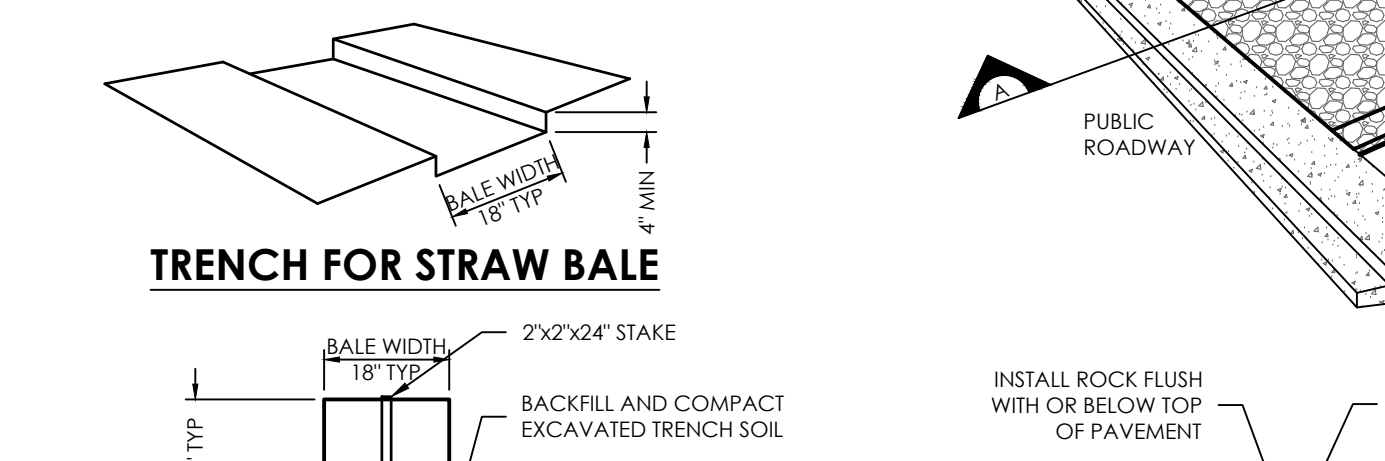 BALE WIDTH
18" TYP
4" MIN
TRENCH FOR STRAW BALE
BALE WIDTH
18" TYP
2"x2"x24" STAKE
BACKFILL AND COMPACT
EXCAVATED TRENCH SOIL
" TYP
A
PUBLIC
ROADWAY
INSTALL ROCK FLUSH
WITH OR BELOW TOP
OF PAVEMENT